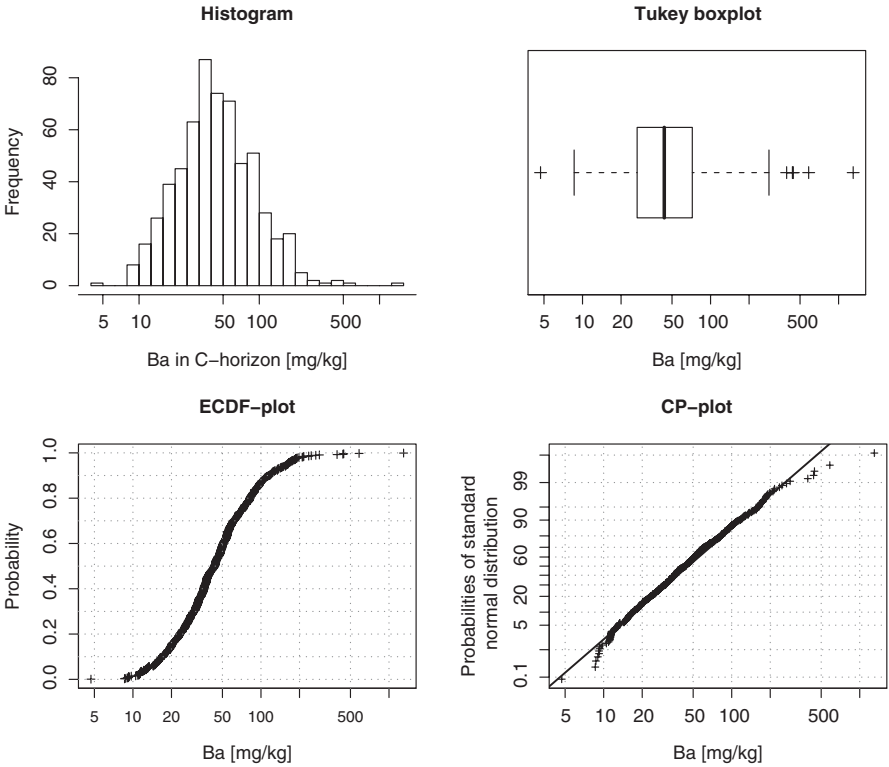 Histogram
Frequency
0 20 40 60 80
5 10 50 100 500
Ba in C−horizon [mg/kg]
Tukey boxplot
5 10 20 50 100 500
Ba [mg/kg]
ECDF−plot
Probability
0.0 0.2 0.4 0.6 0.8 1.0
5 10 20 50 100 500
Ba [mg/kg]
CP−plot
Probabilities of standard
normal distribution
0.1 5 20 60 90 99
5 10 20 50 100 500
Ba [mg/kg]